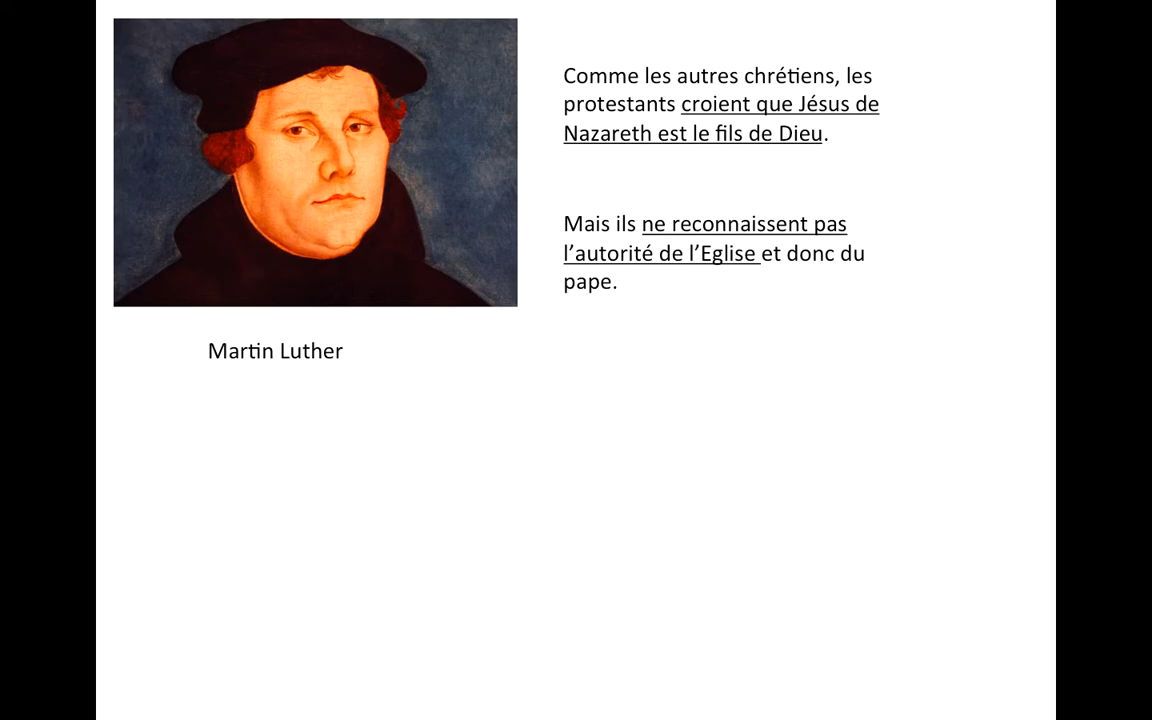 Comme les autres chrétiens, les
protestants croient que Jésus de
Nazareth est le fils de Dieu.
Mais ils ne reconnaissent pas
l’autorité de l’Eglise et donc du
pape.
Martin Luther